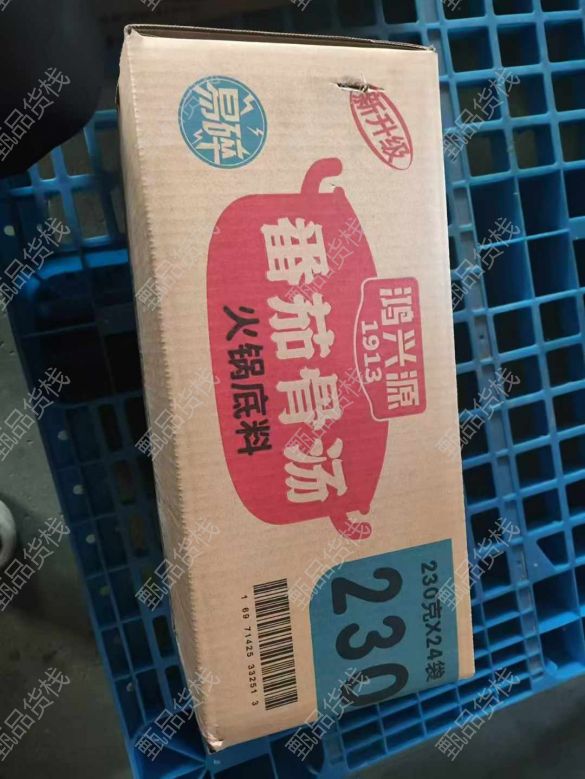 易碎
新升级
鸿兴源
1913
番茄骨汤
火锅底料
230克X24袋
230
1 69 71425 33251 3
甄品货栈